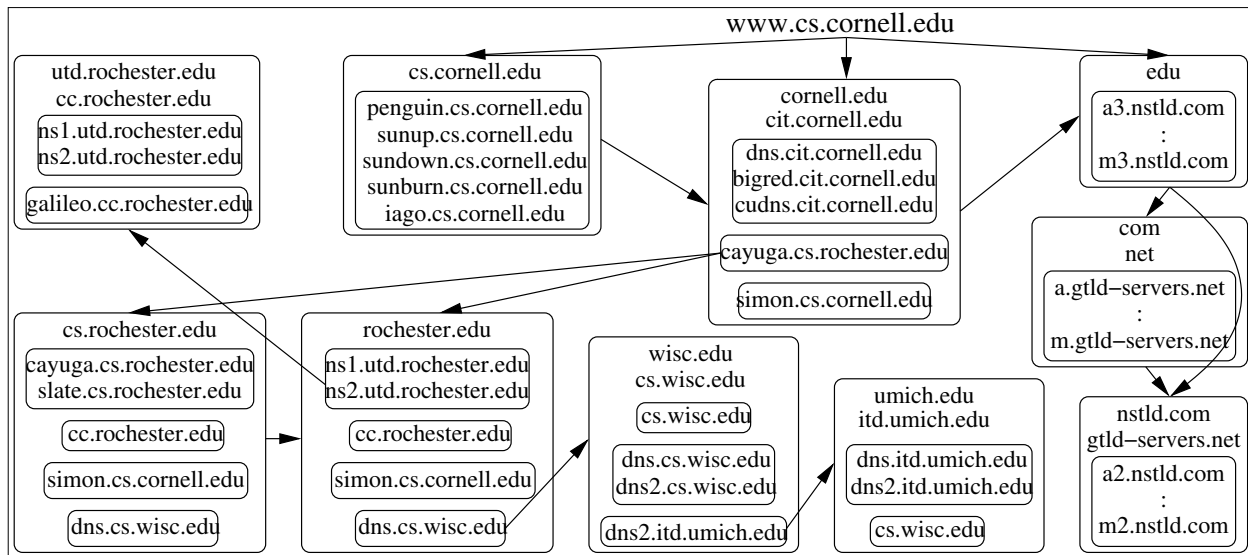 www.cs.cornell.edu
utd.rochester.edu
cc.rochester.edu
ns1.utd.rochester.edu
ns2.utd.rochester.edu
galileo.cc.rochester.edu
cs.cornell.edu
penguin.cs.cornell.edu
sunup.cs.cornell.edu
sundown.cs.cornell.edu
sunburn.cs.cornell.edu
iago.cs.cornell.edu
cornell.edu
cit.cornell.edu
dns.cit.cornell.edu
bigred.cit.cornell.edu
cudns.cit.cornell.edu
cayuga.cs.rochester.edu
simon.cs.cornell.edu
edu
a3.nstld.com
:
m3.nstld.com
com
net
a.gtld-servers.net
:
m.gtld-servers.net
cs.rochester.edu
cayuga.cs.rochester.edu
slate.cs.rochester.edu
cc.rochester.edu
simon.cs.cornell.edu
dns.cs.wisc.edu
rochester.edu
ns1.utd.rochester.edu
ns2.utd.rochester.edu
cc.rochester.edu
simon.cs.cornell.edu
dns.cs.wisc.edu
wisc.edu
cs.wisc.edu
cs.wisc.edu
dns.cs.wisc.edu
dns2.cs.wisc.edu
dns2.itd.umich.edu
umich.edu
itd.umich.edu
dns.itd.umich.edu
dns2.itd.umich.edu
cs.wisc.edu
nstld.com
gtld-servers.net
a2.nstld.com
:
m2.nstld.com